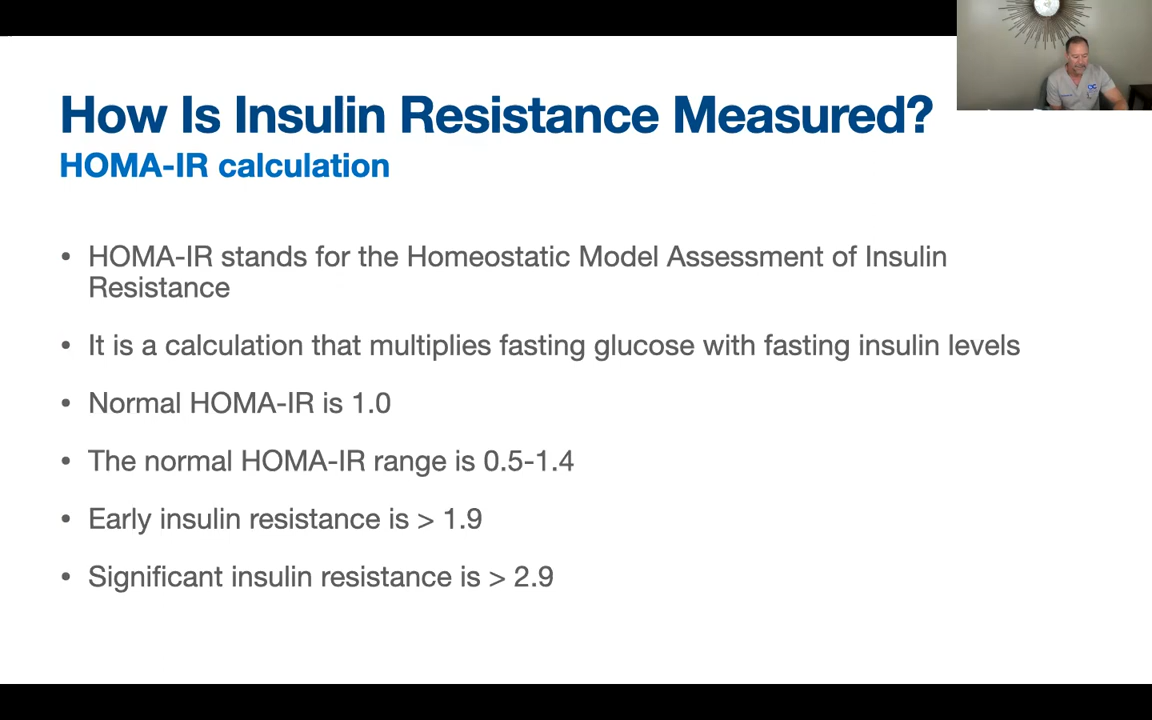 How Is Insulin Resistance Measured?
HOMA-IR calculation
• HOMA-IR stands for the Homeostatic Model Assessment of Insulin
Resistance
• It is a calculation that multiplies fasting glucose with fasting insulin levels
• Normal HOMA-IR is 1.0
• The normal HOMA-IR range is 0.5-1.4
• Early insulin resistance is > 1.9
• Significant insulin resistance is > 2.9